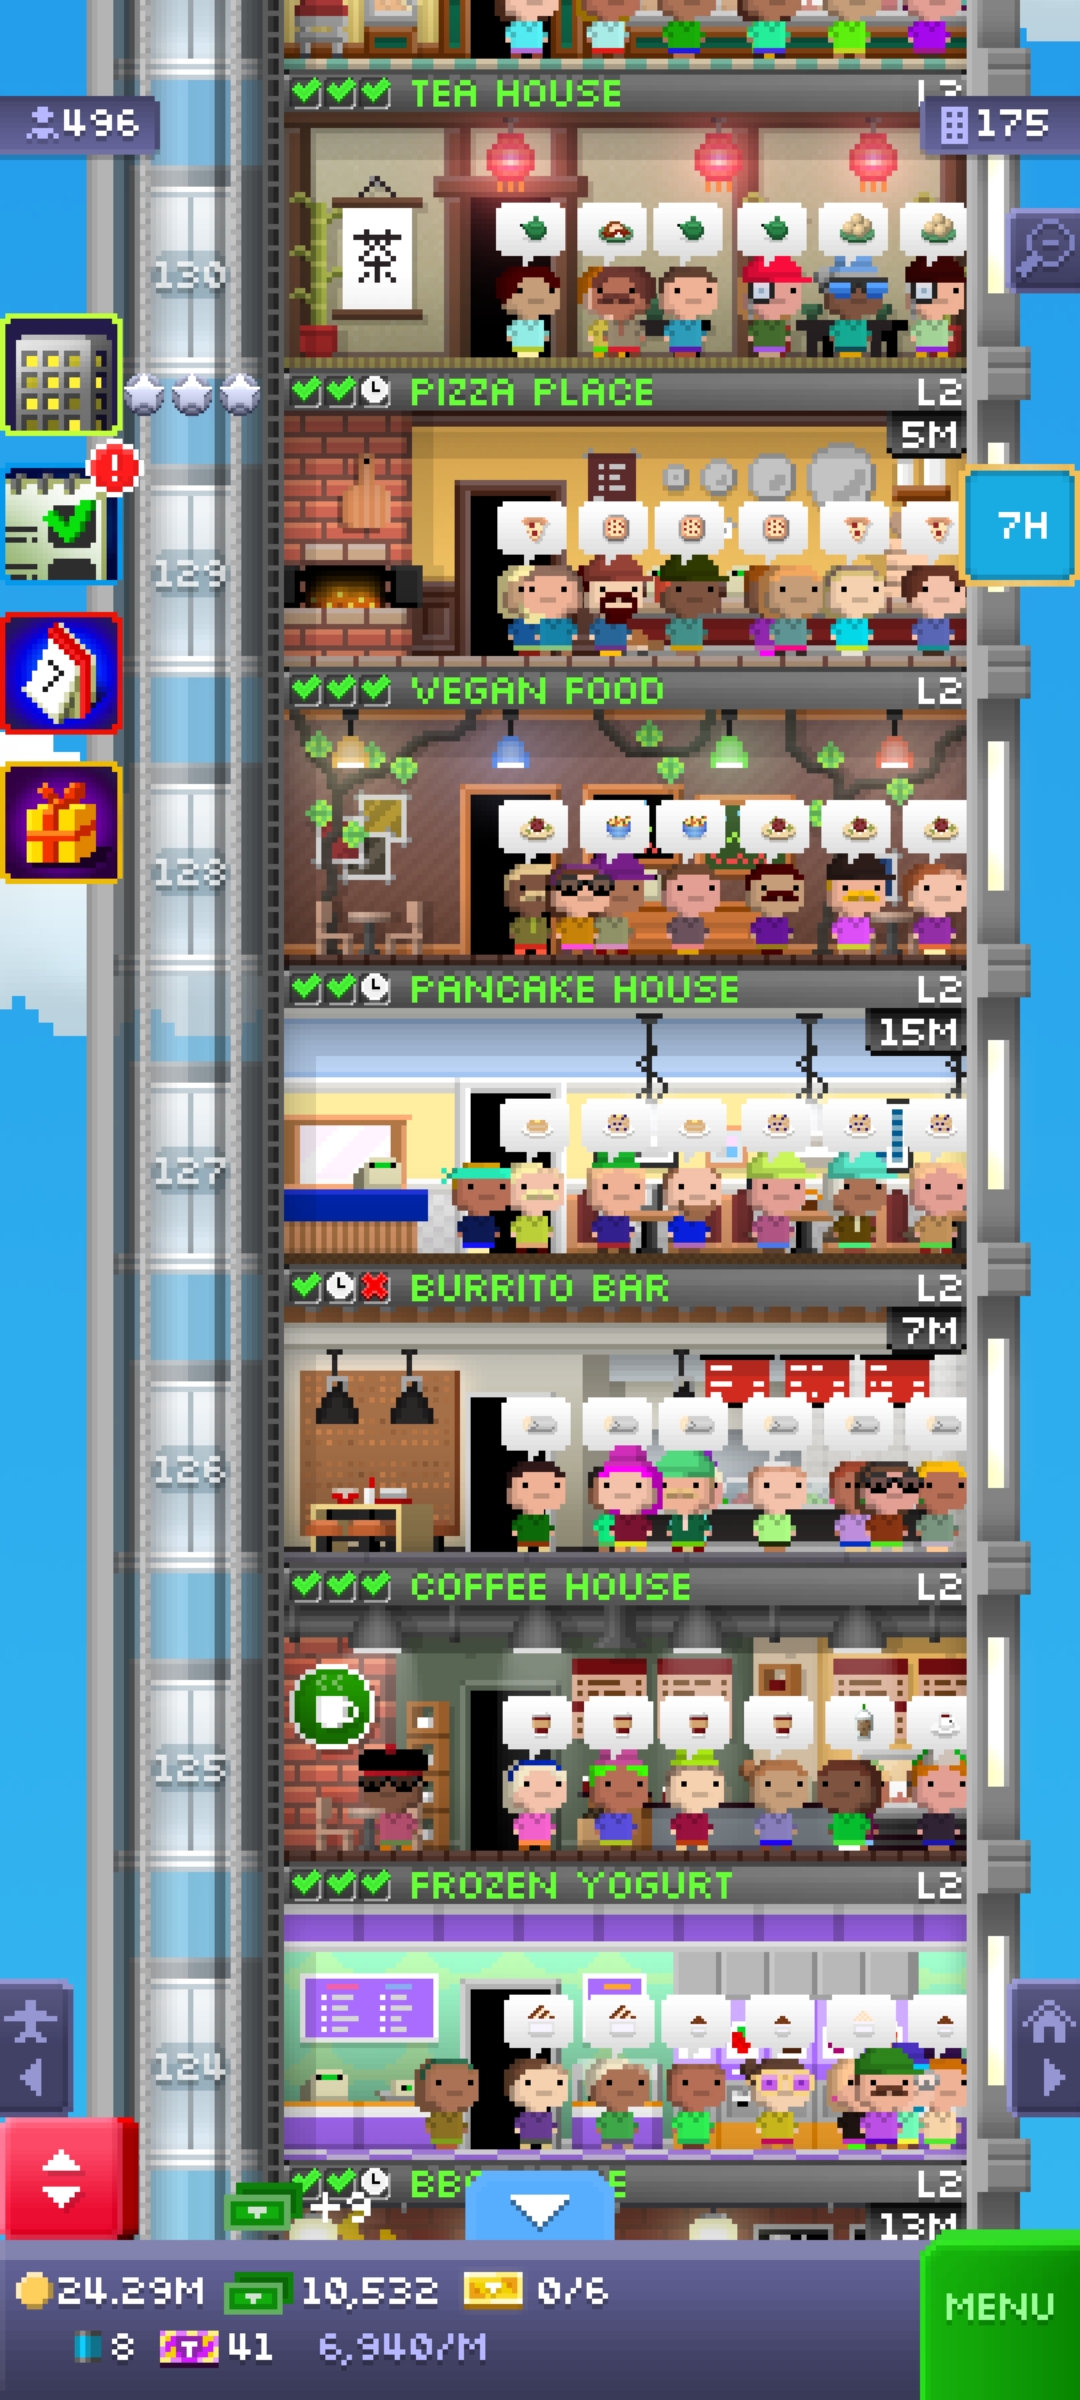 TEA HOUSE L3
496
175
茶
130
PIZZA PLACE L2
5M
7H
129
VEGAN FOOD L2
128
PANCAKE HOUSE L2
15M
127
BURRITO BAR L2
7M
126
COFFEE HOUSE L2
125
FROZEN YOGURT L2
124
L2
+9
13M
24.29M 10,532 0/6
MENU
8 41 6,940/M